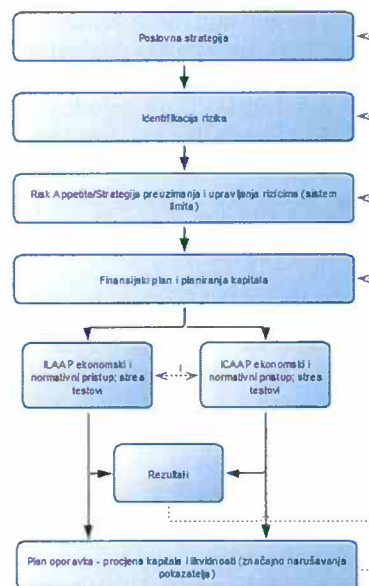 Poslovna strategija
Identifikacija rizika
Risk Appetite/Strategija preuzimanja i upravljanja rizicima (sistem
limita)
Finansijski plan i planiranja kapitala
ILAAP ekonomski i
normativni pristup; stres
testovi
ICAAP ekonomski i
normativni pristup; stres
testovi
Rezultati
Plan oporavka - procjena kapitala i likvidnosti (značajno narušavanja
pokazatelja)